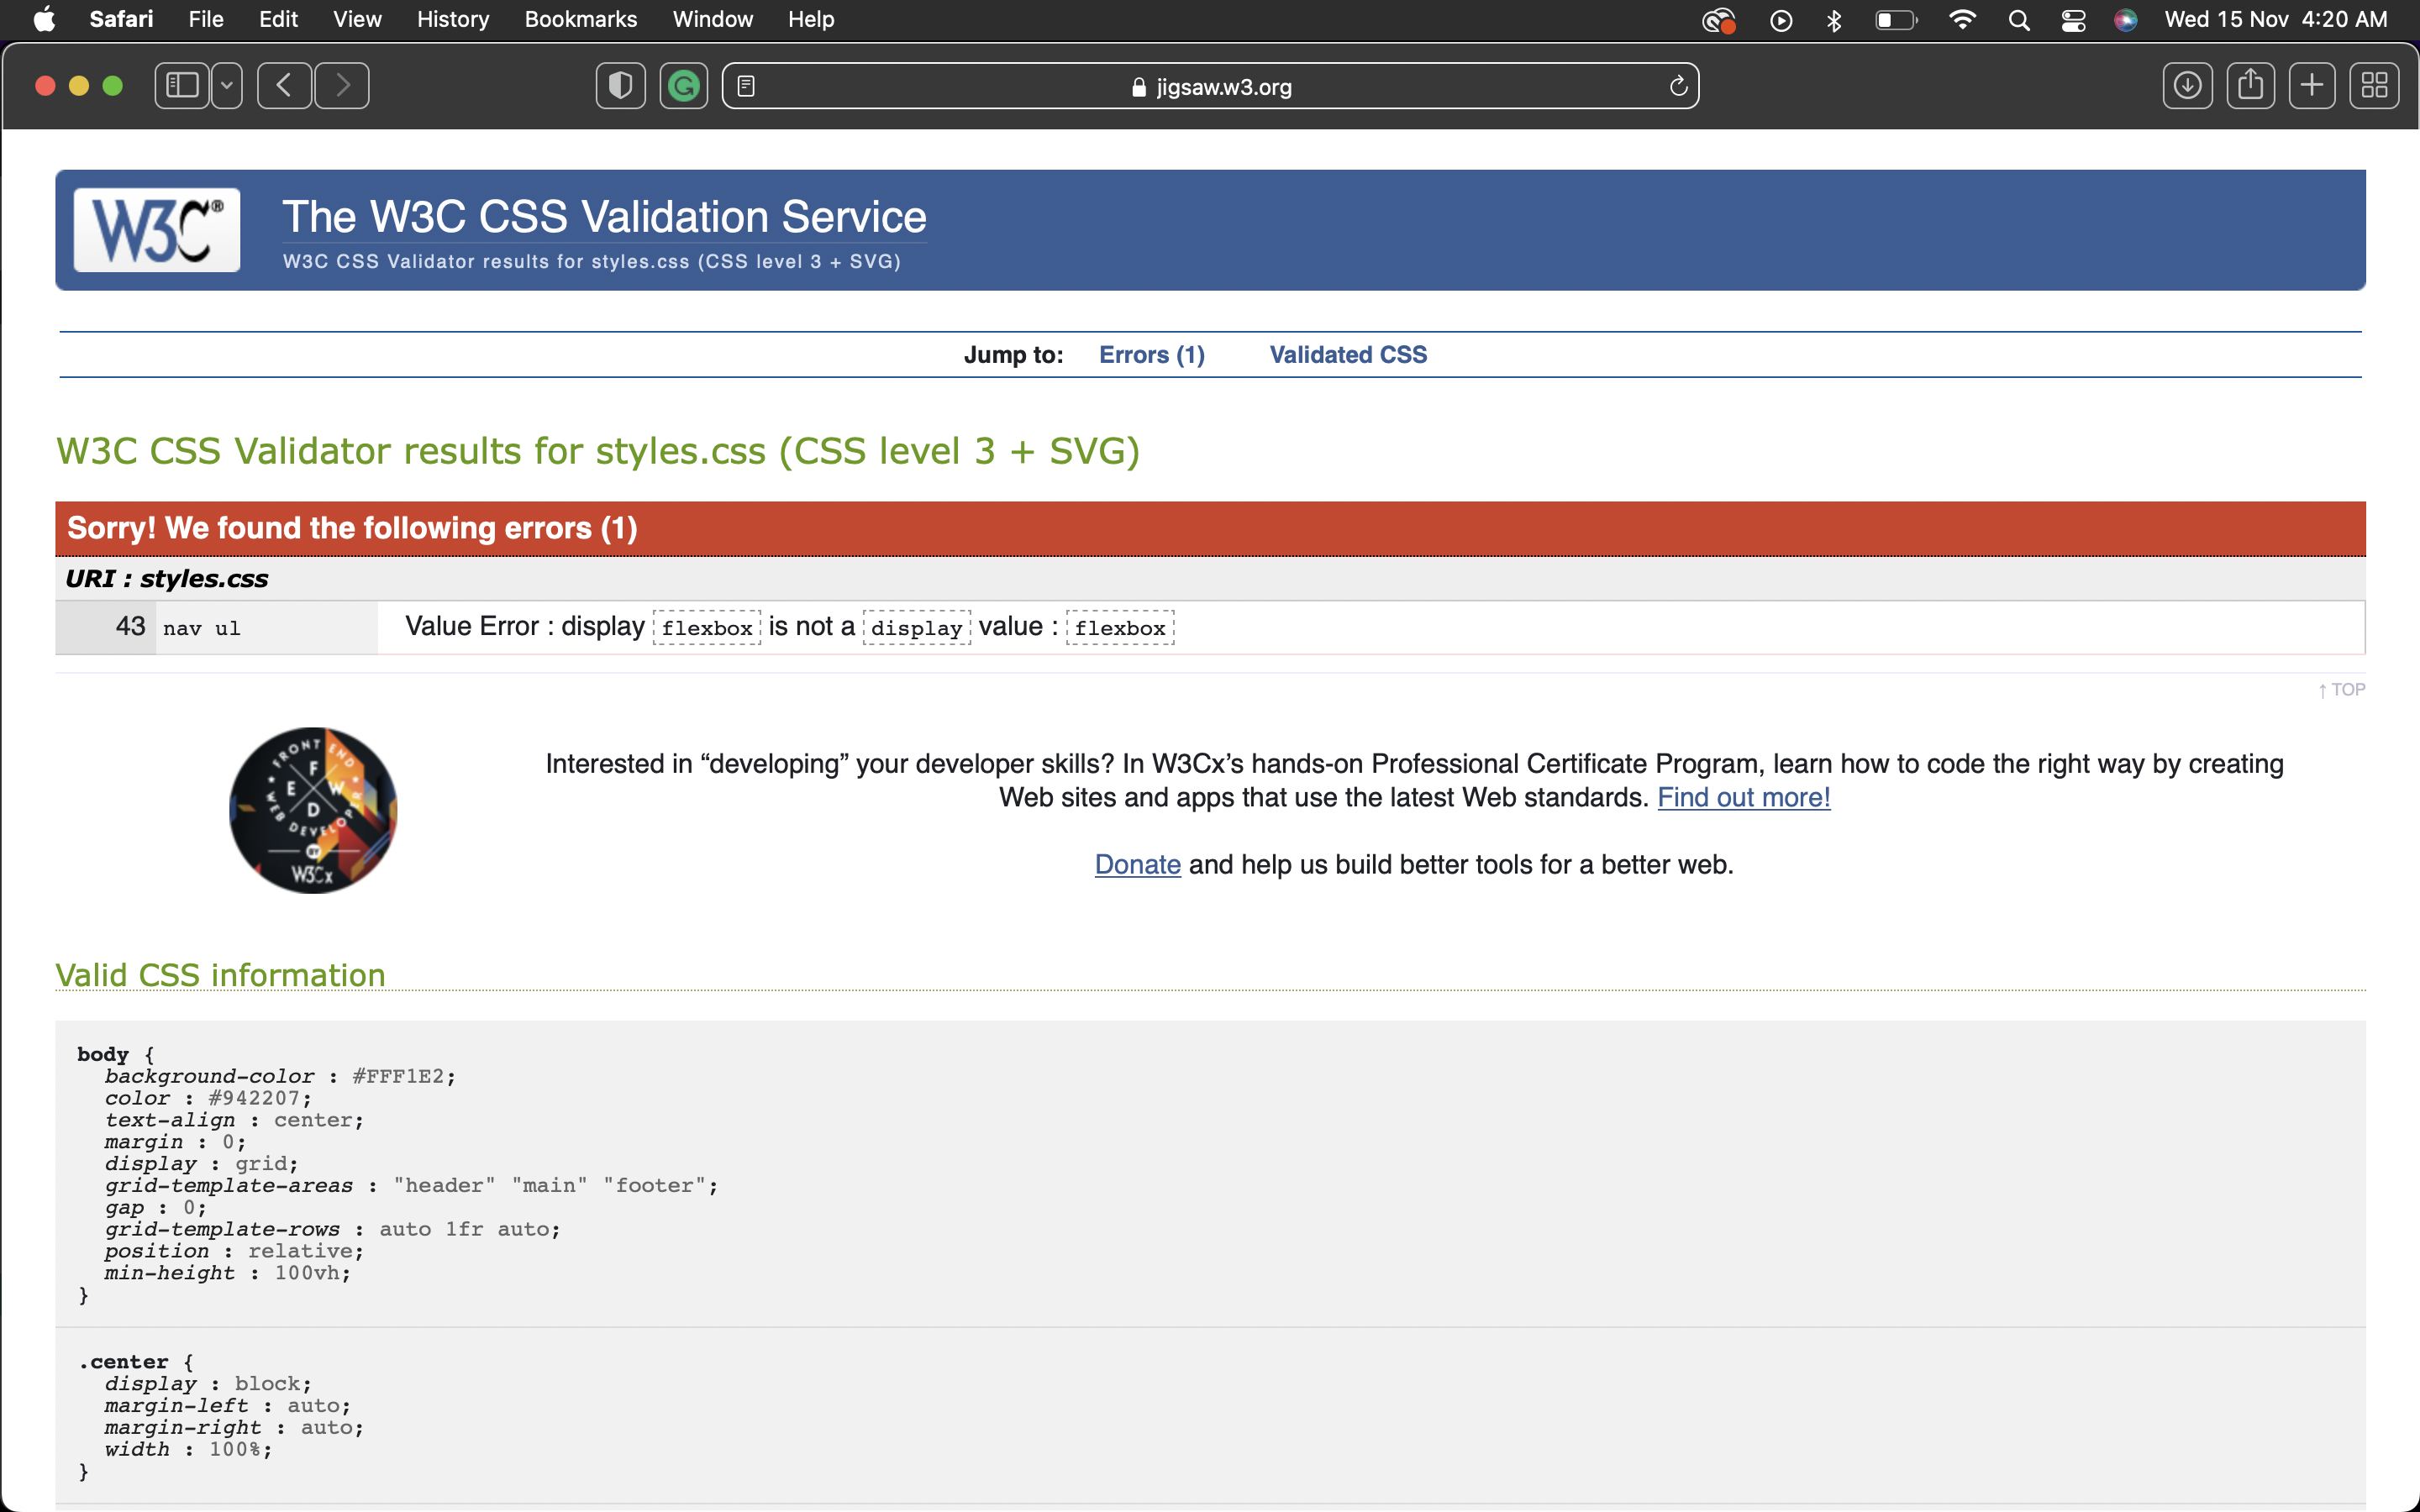 Safari File Edit View History Bookmarks Window Help Wed 15 Nov 4:20 AM
jigsaw.w3.org
W3C®
The W3C CSS Validation Service
W3C CSS Validator results for styles.css (CSS level 3 + SVG)
Jump to: Errors (1) Validated CSS
W3C CSS Validator results for styles.css (CSS level 3 + SVG)
Sorry! We found the following errors (1)
URI : styles.css
43 nav ul Value Error : display flexbox is not a display value : flexbox
↑ TOP
FRONT END
F
E W
D
WEB DEVELOPER
BY
W3Cx
Interested in “developing” your developer skills? In W3Cx’s hands-on Professional Certificate Program, learn how to code the right way by creating
Web sites and apps that use the latest Web standards. Find out more!
Donate and help us build better tools for a better web.
Valid CSS information
body {
background-color : #FFF1E2;
color : #942207;
text-align : center;
margin : 0;
display : grid;
grid-template-areas : "header" "main" "footer";
gap : 0;
grid-template-rows : auto 1fr auto;
position : relative;
min-height : 100vh;
}
.center {
display : block;
margin-left : auto;
margin-right : auto;
width : 100%;
}